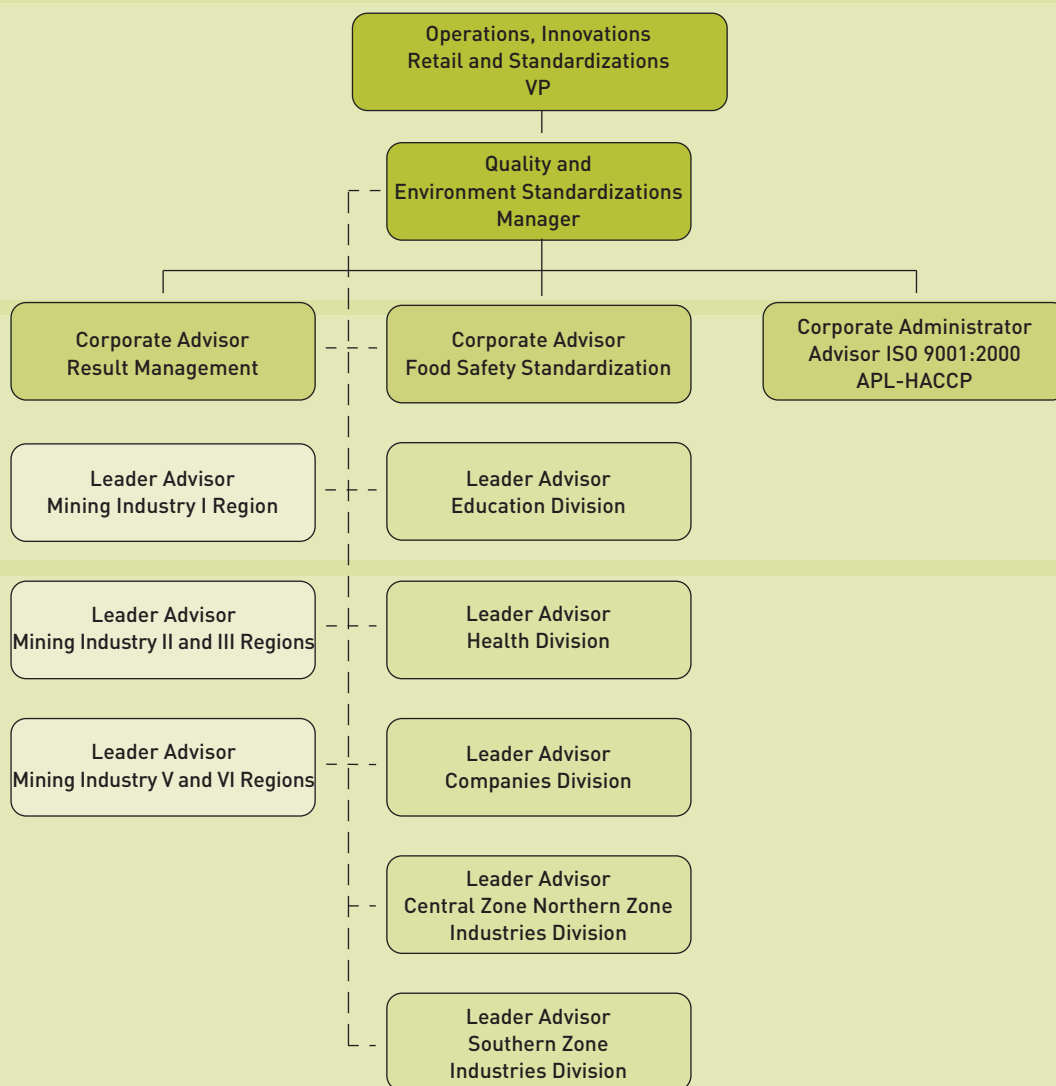 Operations, Innovations
Retail and Standardizations
VP
Quality and
Environment Standardizations
Manager
Corporate Advisor
Result Management
Corporate Advisor
Food Safety Standardization
Corporate Administrator
Advisor ISO 9001:2000
APL-HACCP
Leader Advisor
Mining Industry I Region
Leader Advisor
Education Division
Leader Advisor
Mining Industry II and III Regions
Leader Advisor
Health Division
Leader Advisor
Mining Industry V and VI Regions
Leader Advisor
Companies Division
Leader Advisor
Central Zone Northern Zone
Industries Division
Leader Advisor
Southern Zone
Industries Division